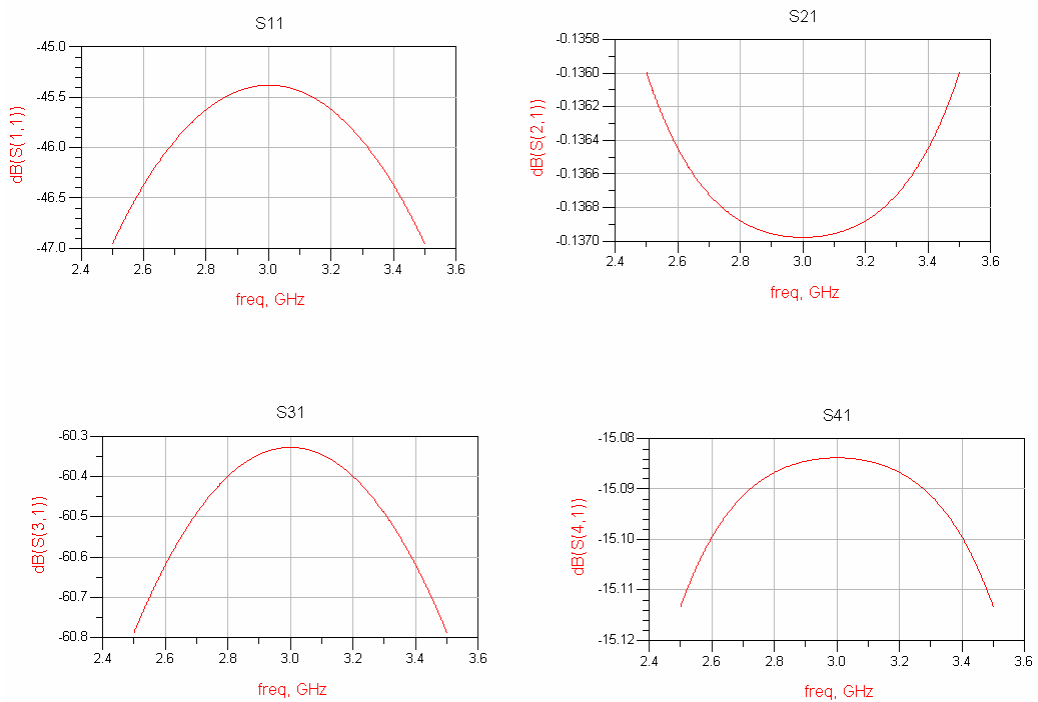 S11
-45.0
-45.5
-46.0
-46.5
-47.0
dB(S(1,1))
2.4 2.6 2.8 3.0 3.2 3.4 3.6
freq, GHz
S21
-0.1358
-0.1360
-0.1362
-0.1364
-0.1366
-0.1368
-0.1370
dB(S(2,1))
2.4 2.6 2.8 3.0 3.2 3.4 3.6
freq, GHz
S31
-60.3
-60.4
-60.5
-60.6
-60.7
-60.8
dB(S(3,1))
2.4 2.6 2.8 3.0 3.2 3.4 3.6
freq, GHz
S41
-15.08
-15.09
-15.10
-15.11
-15.12
dB(S(4,1))
2.4 2.6 2.8 3.0 3.2 3.4 3.6
freq, GHz